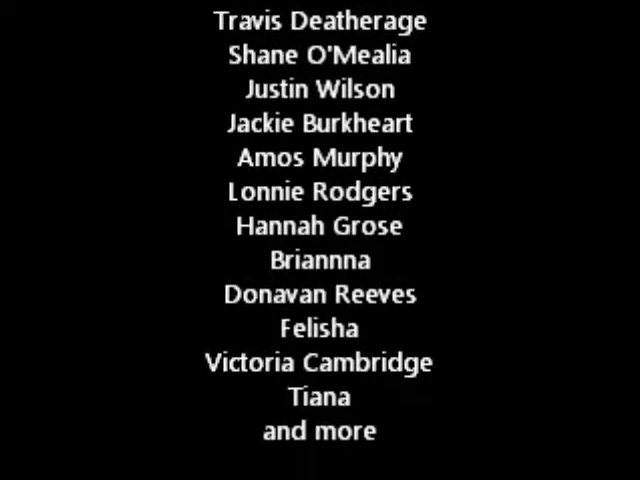 Travis Deatherage
Shane O'Mealia
Justin Wilson
Jackie Burkheart
Amos Murphy
Lonnie Rodgers
Hannah Grose
Briannna
Donavan Reeves
Felisha
Victoria Cambridge
Tiana
and more